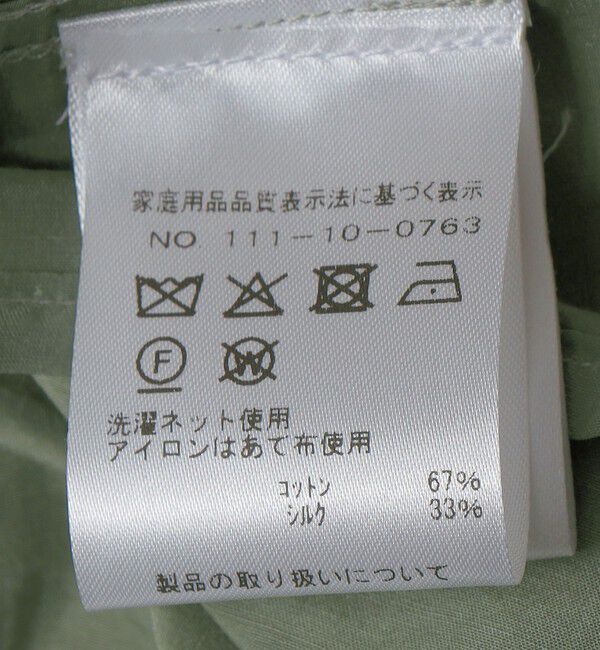 家庭用品品質表示法に基づく表示
NO 111-10-0763
F
W
洗濯ネット使用
アイロンはあて布使用
コットン 67%
シルク 33%
製品の取り扱いについて